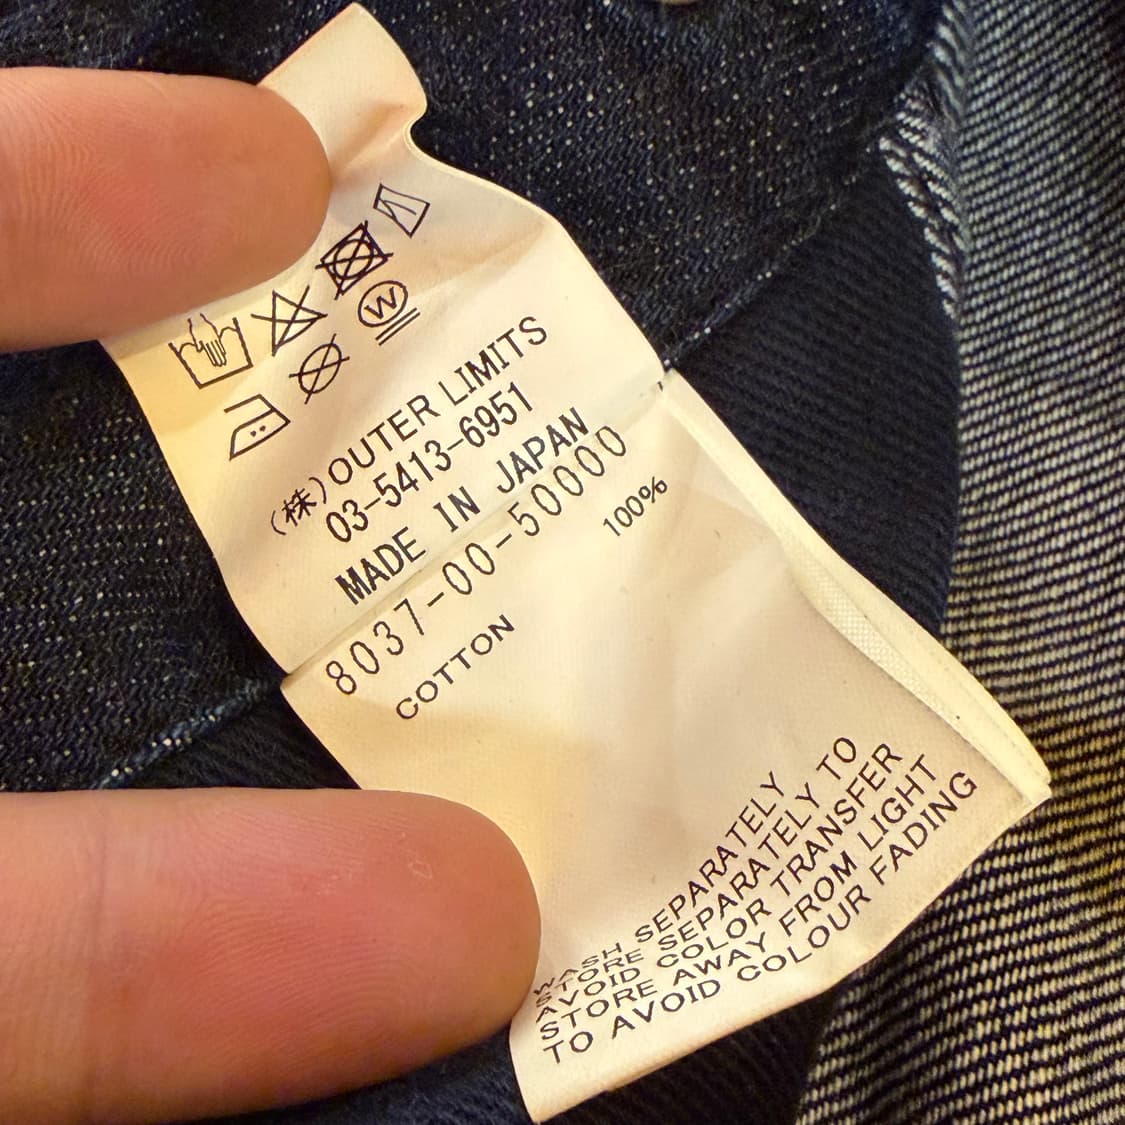 W
(株)OUTER LIMITS
03-5413-6951
MADE IN JAPAN
8037-00-50000
COTTON 100%
WASH SEPARATELY
STORE SEPARATELY TO
AVOID COLOR TRANSFER
STORE AWAY FROM LIGHT
TO AVOID COLOUR FADING